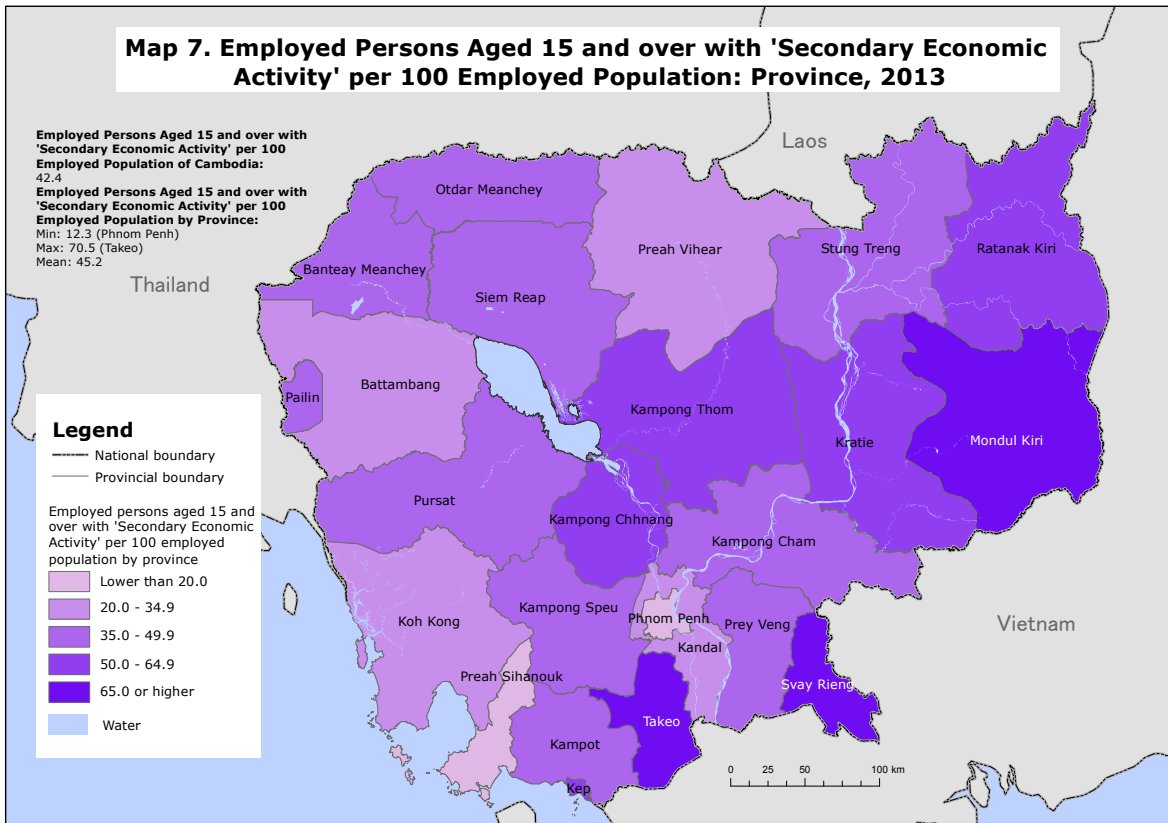 Map 7. Employed Persons Aged 15 and over with 'Secondary Economic
Activity' per 100 Employed Population: Province, 2013
Employed Persons Aged 15 and over with
'Secondary Economic Activity' per 100
Employed Population of Cambodia:
42.4
Employed Persons Aged 15 and over with
'Secondary Economic Activity' per 100
Employed Population by Province:
Min: 12.3 (Phnom Penh)
Max: 70.5 (Takeo)
Mean: 45.2
Laos
Thailand
Vietnam
Otdar Meanchey
Preah Vihear
Stung Treng
Ratanak Kiri
Banteay Meanchey
Siem Reap
Battambang
Pailin
Kampong Thom
Kratie
Mondul Kiri
Pursat
Kampong Chhnang
Kampong Cham
Kampong Speu
Phnom Penh
Prey Veng
Koh Kong
Kandal
Preah Sihanouk
Svay Rieng
Takeo
Kampot
Kep
Legend
National boundary
Provincial boundary
Employed persons aged 15 and
over with 'Secondary Economic
Activity' per 100 employed
population by province
Lower than 20.0
20.0 - 34.9
35.0 - 49.9
50.0 - 64.9
65.0 or higher
Water
0 25 50 100 km